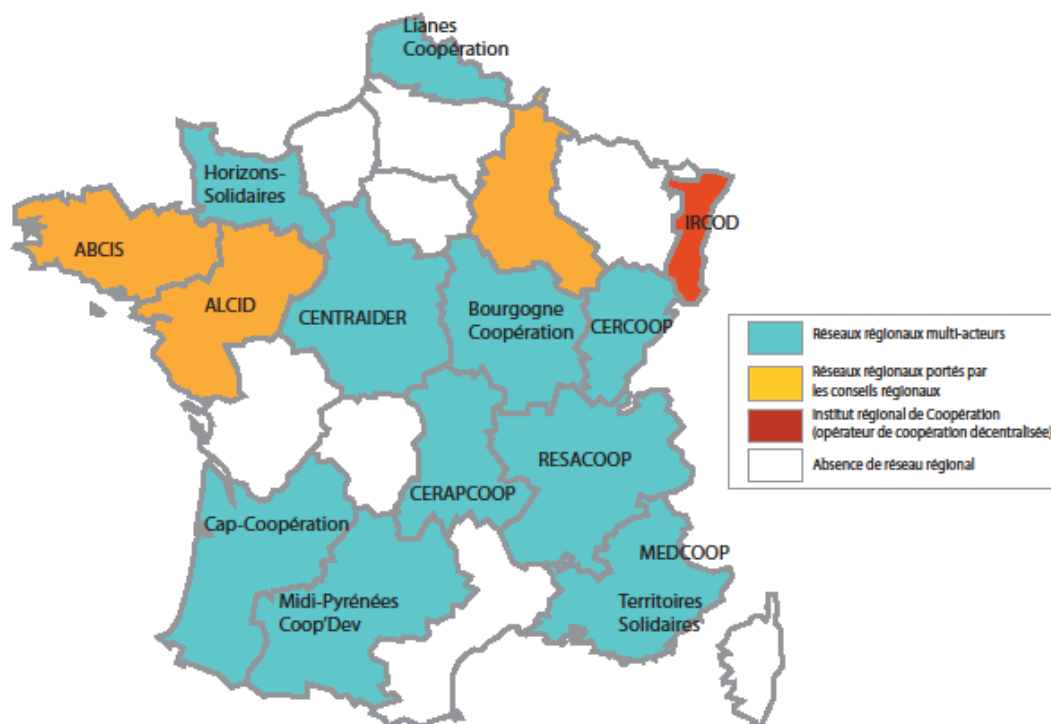 Lianes
Coopération
Horizons-
Solidaires
IRCOD
ABCIS
ALCID
CENTRAIDER
Bourgogne
Coopération
CERCOOP
Réseaux régionaux multi-acteurs
Réseaux régionaux portés par
les conseils régionaux
Institut régional de Coopération
(opérateur de coopération décentralisée)
Absence de réseau régional
RESACOOP
CERAPCOOP
Cap-Coopération
MEDCOOP
Midi-Pyrénées
Coop'Dev
Territoires
Solidaires